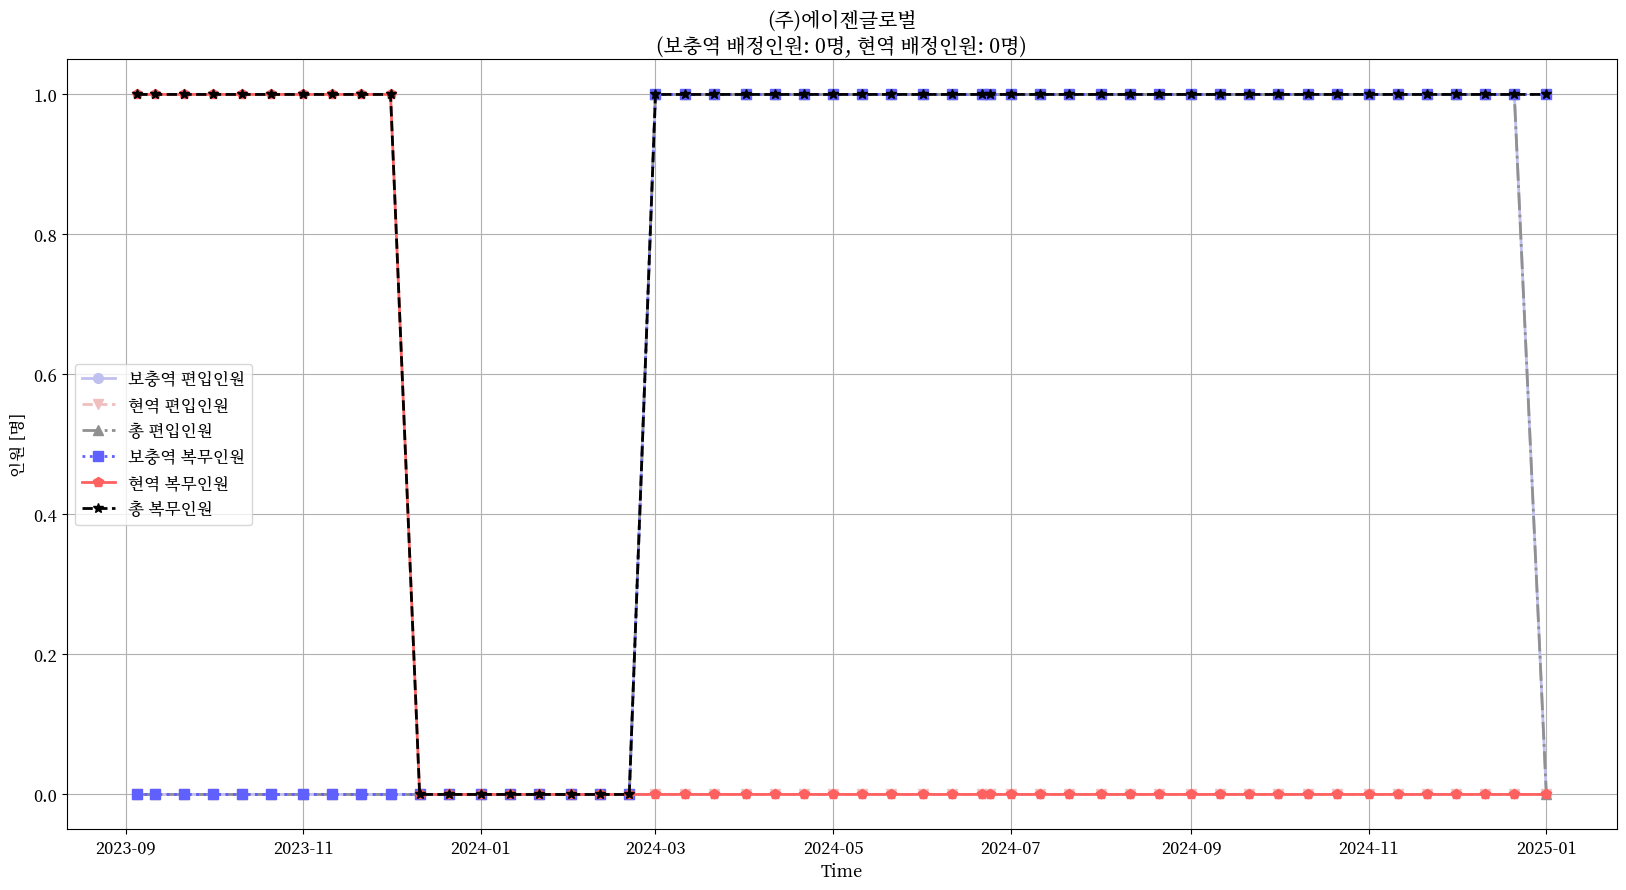 (주)에이젠글로벌
(보충역 배정인원: 0명, 현역 배정인원: 0명)
1.0
0.8
0.6
0.4
0.2
0.0
인원 [명]
보충역 편입인원
현역 편입인원
총 편입인원
보충역 복무인원
현역 복무인원
총 복무인원
2023-09
2023-11
2024-01
2024-03
2024-05
2024-07
2024-09
2024-11
2025-01
Time